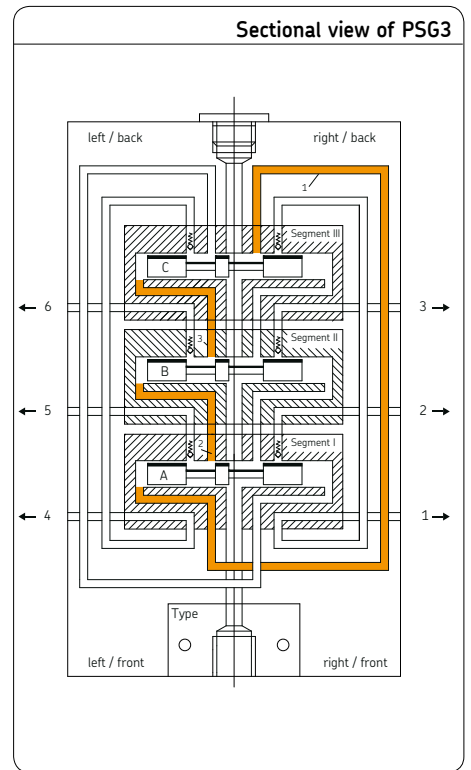 Sectional view of PSG3
left / back
right / back
1
Segment III
C
6
3
3
Segment II
B
5
2
2
Segment I
A
4
1
Type
left / front
right / front